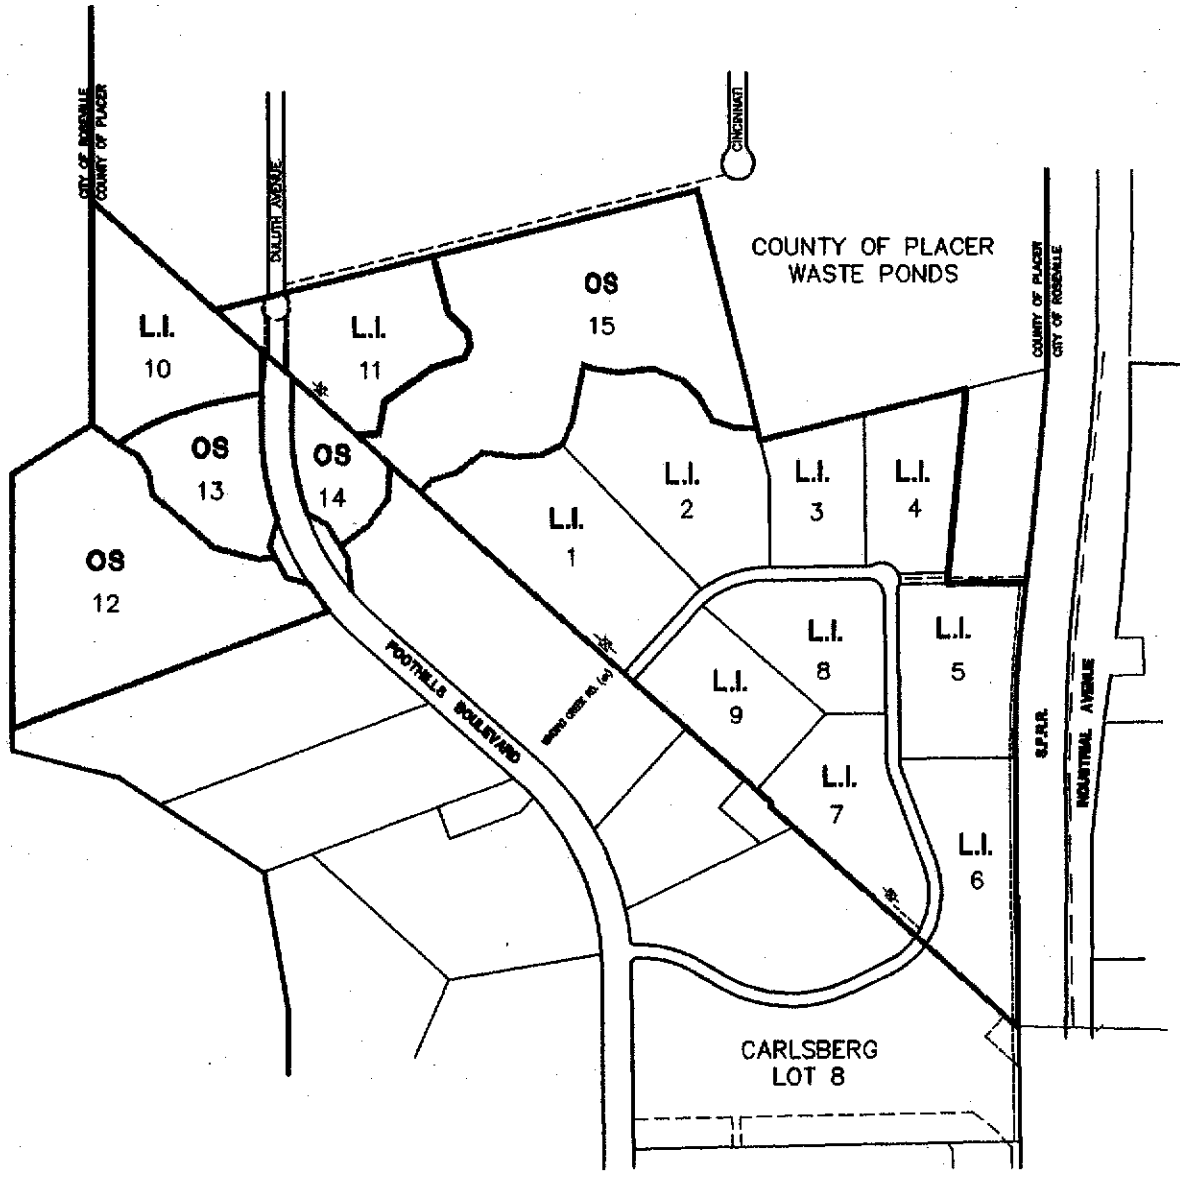 CITY OF ROSEVILLE
COUNTY OF PLACER
DULUTH AVENUE
CINCINNATI
COUNTY OF PLACER
WASTE PONDS
COUNTY OF PLACER
CITY OF ROSEVILLE
OS
15
L.I.
10
L.I.
11
OS
13
OS
14
L.I.
2
L.I.
3
L.I.
4
L.I.
1
OS
12
L.I.
8
L.I.
5
FOOTHILLS BOULEVARD
L.I.
9
CREEK RD.
S.P.R.R.
INDUSTRIAL AVENUE
L.I.
7
L.I.
6
CARLSBERG
LOT 8